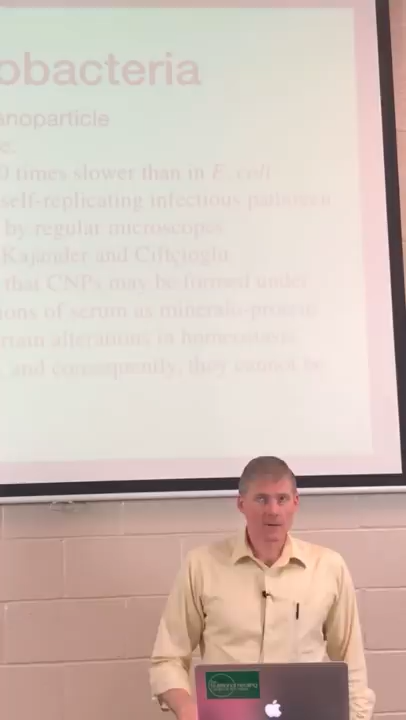 obacteria
anoparticle
e.
0 times slower than in E.coli
self-replicating infectious pathogen
by regular microscopes
Kajander and Ciftcioglu
that CNPs may be formed under
ions of serum as mineralo-protein
rtain alterations in homeostasis
, and consequently, they cannot be